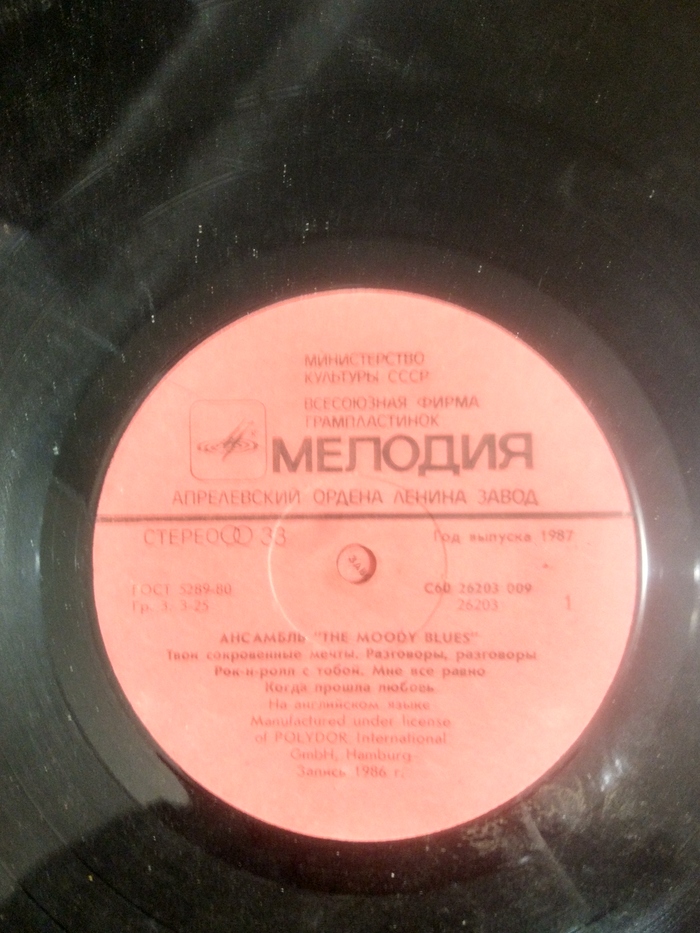 МИНИСТЕРСТВО
КУЛЬТУРЫ СССР
ВСЕСОЮЗНАЯ ФИРМА
ГРАМПЛАСТИНОК
МЕЛОДИЯ
АПРЕЛЕВСКИЙ ОРДЕНА ЛЕНИНА ЗАВОД
СТЕРЕО 33
Год выпуска 1987
ГОСТ 5289-80
Гр. 3. 3-25
С60 26203 009
26203
1
АНСАМБЛЬ "THE MOODY BLUES"
Твои сокровенные мечты. Разговоры, разговоры
Рок-н-ролл с тобой. Мне все равно
Когда прошла любовь
На английском языке
Manufactured under license
of POLYDOR International
GmbH, Hamburg
Запись 1986 г.